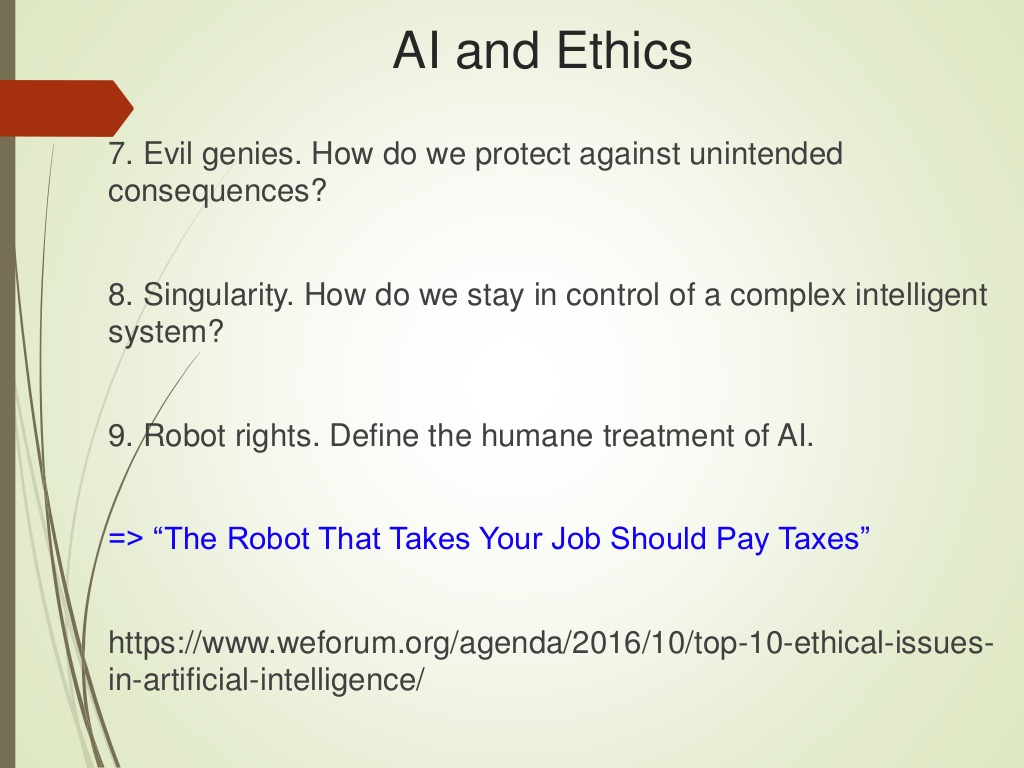 AI and Ethics
7. Evil genies. How do we protect against unintended
consequences?
8. Singularity. How do we stay in control of a complex intelligent
system?
9. Robot rights. Define the humane treatment of AI.
=> “The Robot That Takes Your Job Should Pay Taxes”
https://www.weforum.org/agenda/2016/10/top-10-ethical-issues-
in-artificial-intelligence/